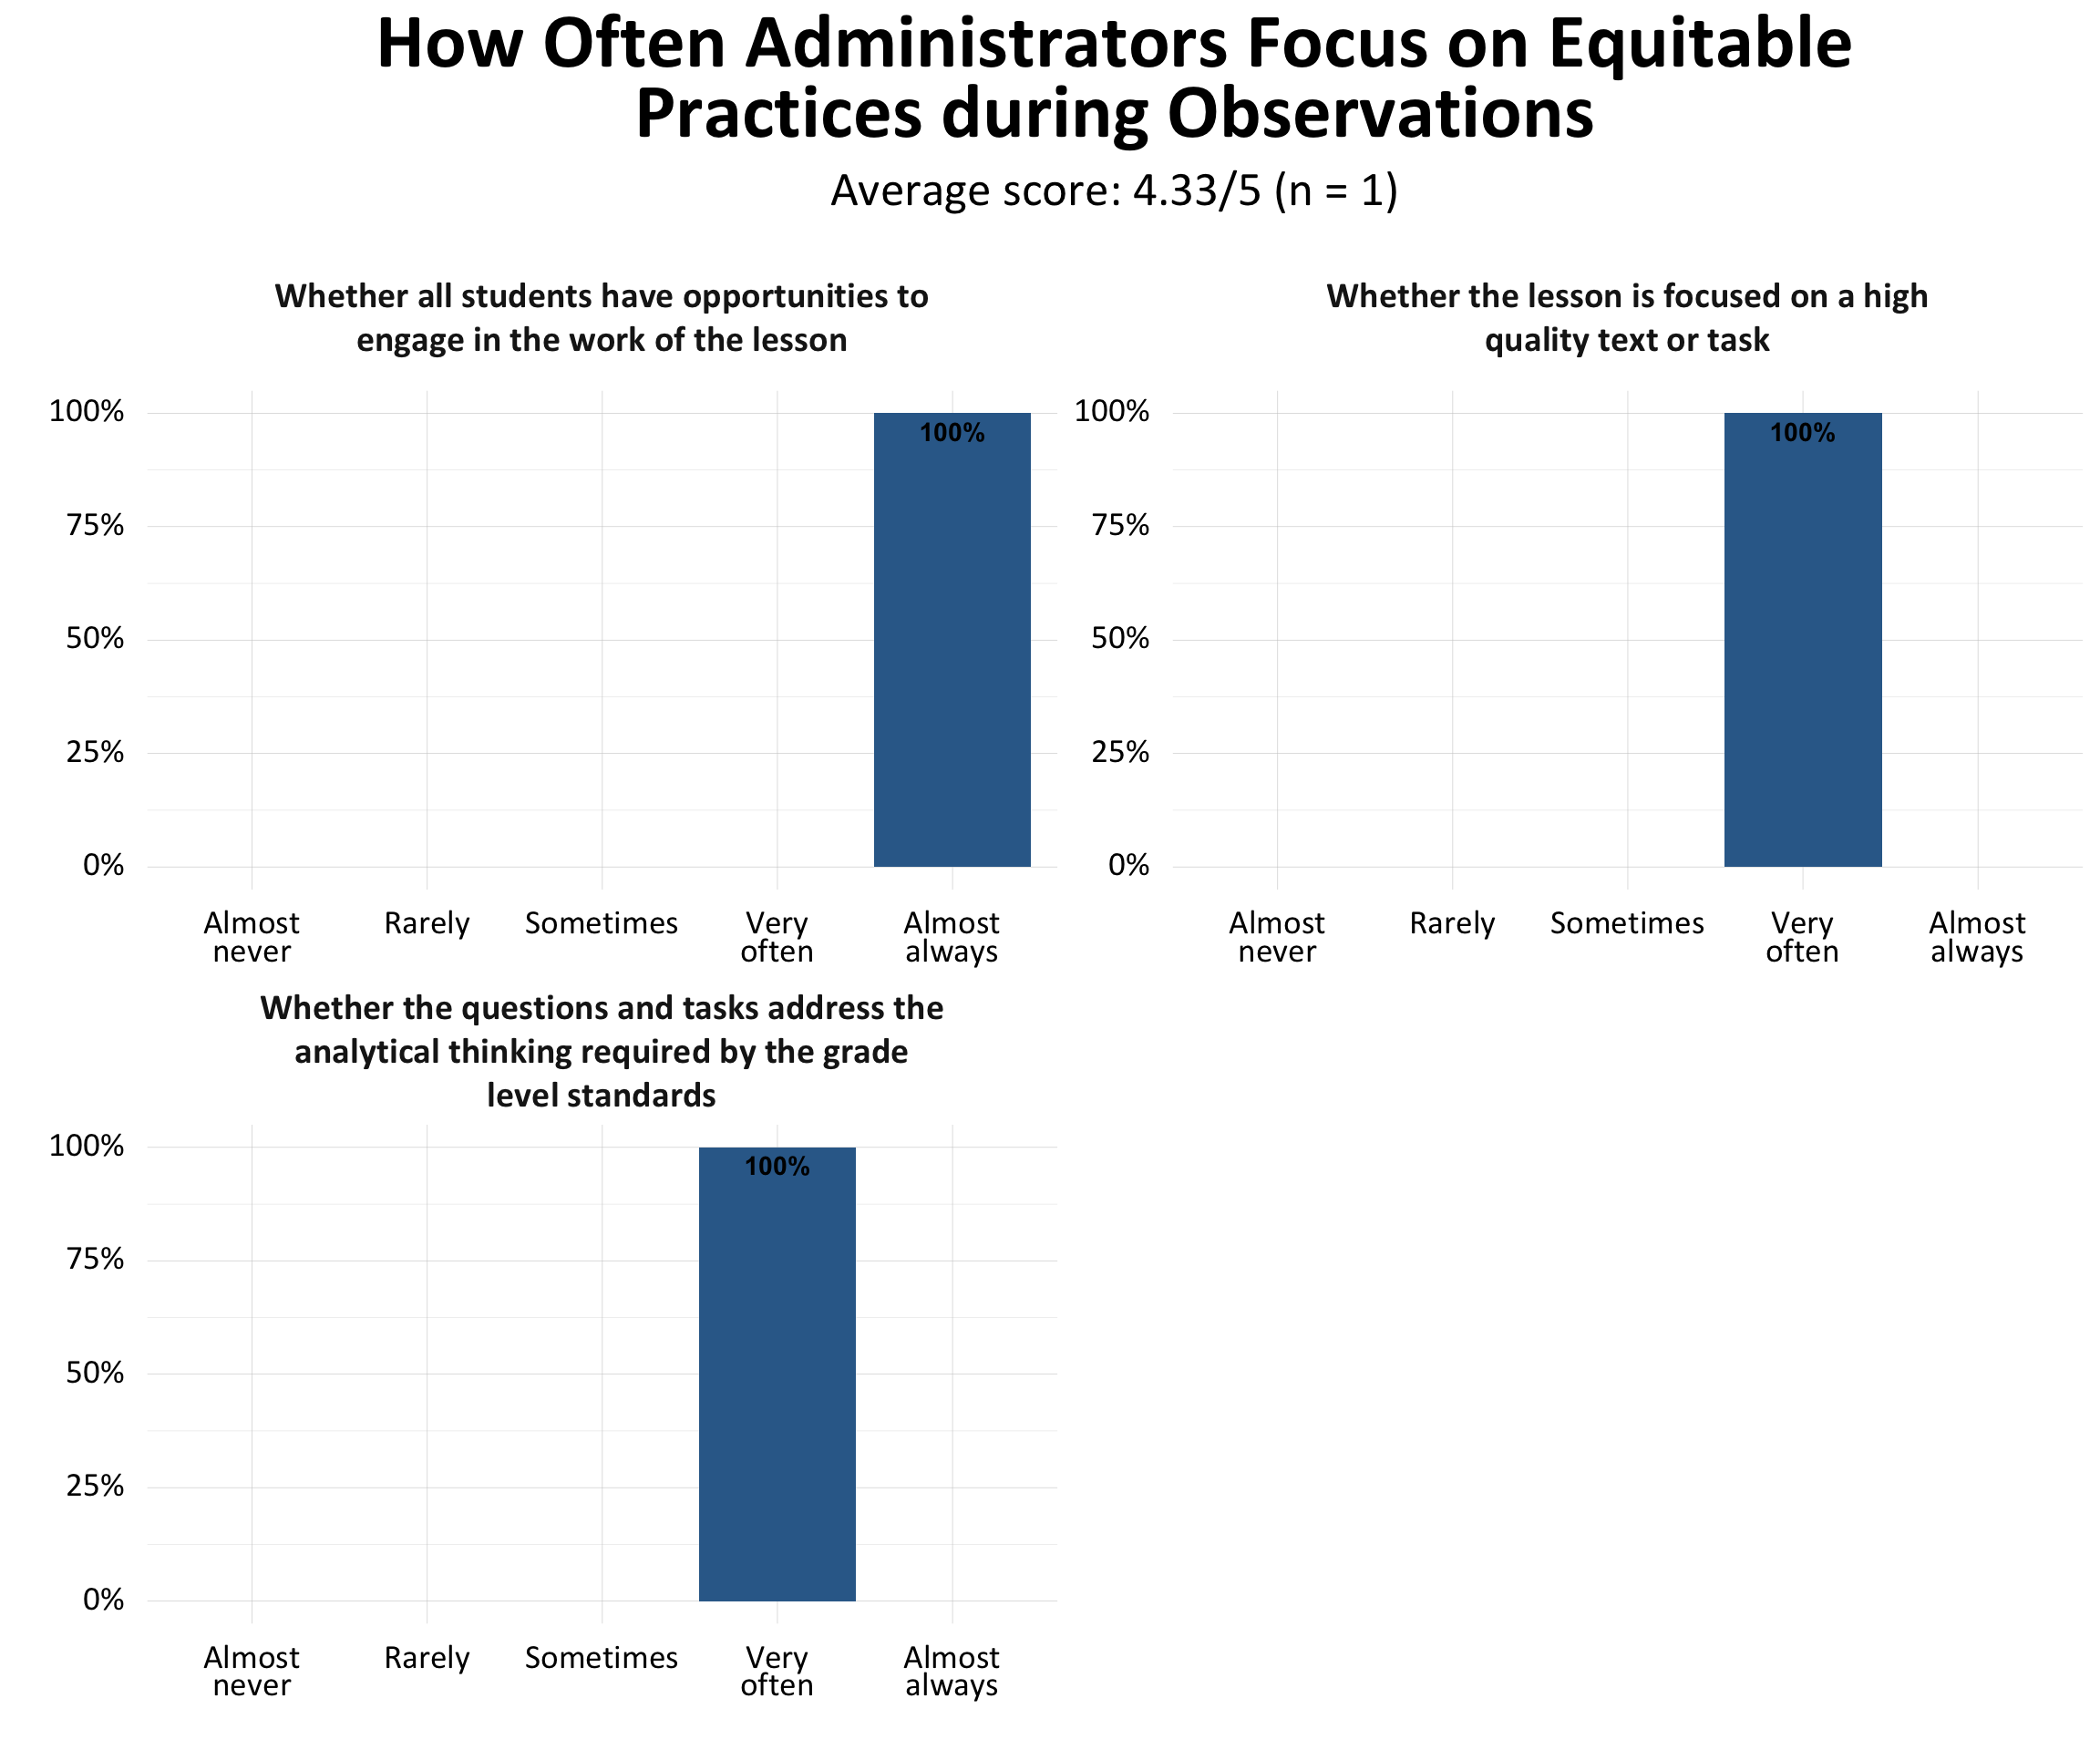 How Often Administrators Focus on Equitable
Practices during Observations
Average score: 4.33/5 (n = 1)
Whether all students have opportunities to
engage in the work of the lesson
100%
75%
50%
25%
0%
100%
Almost
never
Rarely
Sometimes
Very
often
Almost
always
Whether the lesson is focused on a high
quality text or task
100%
75%
50%
25%
0%
100%
Almost
never
Rarely
Sometimes
Very
often
Almost
always
Whether the questions and tasks address the
analytical thinking required by the grade
level standards
100%
75%
50%
25%
0%
100%
Almost
never
Rarely
Sometimes
Very
often
Almost
always